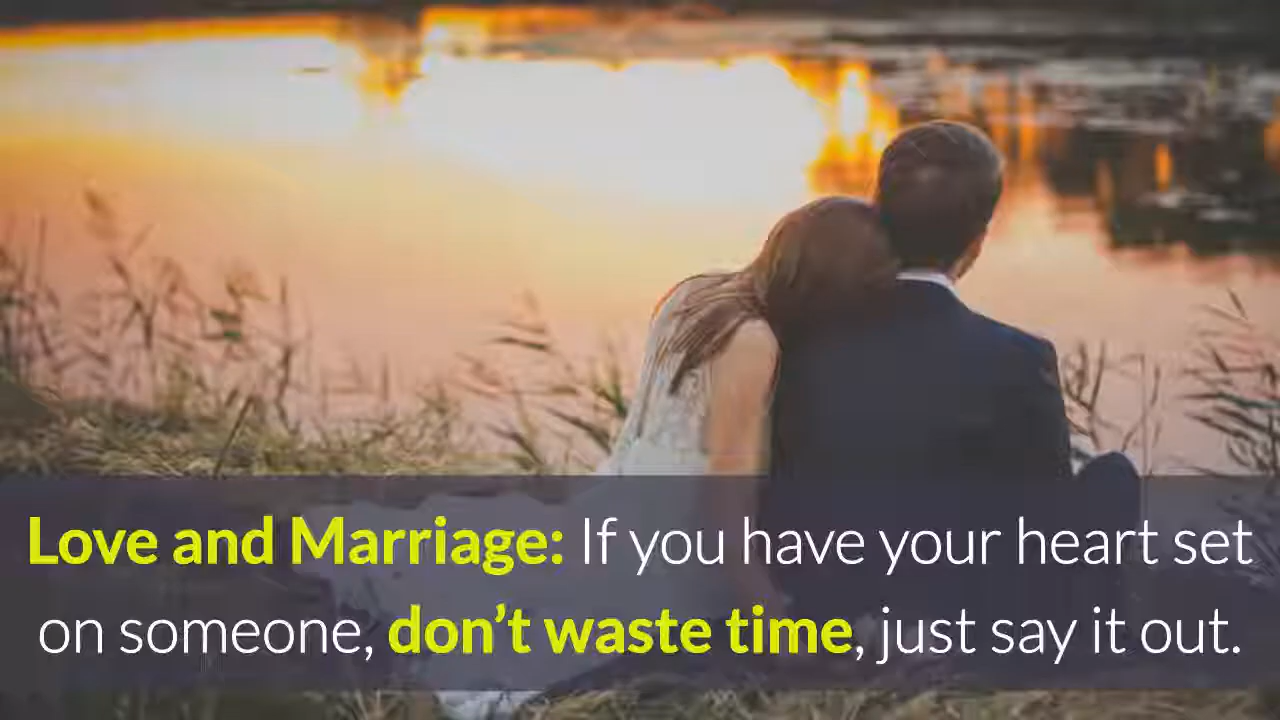 Love and Marriage: If you have your heart set
on someone, don’t waste time, just say it out.